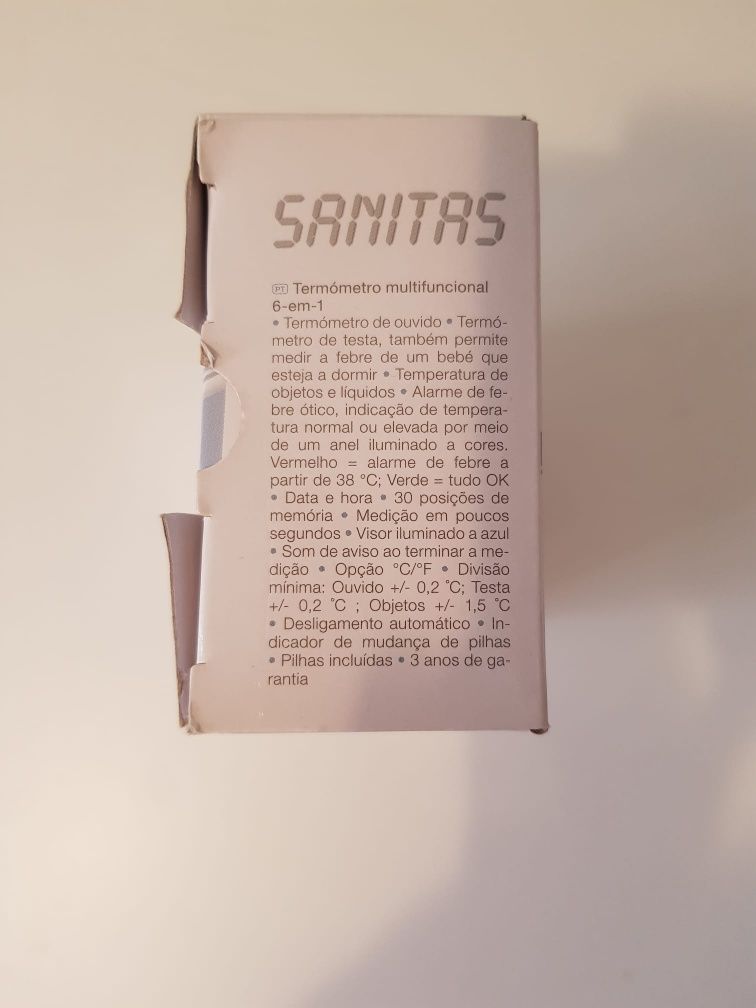 SANITAS
PT Termómetro multifuncional
6-em-1
• Termómetro de ouvido • Termó-
metro de testa, também permite
medir a febre de um bebé que
esteja a dormir • Temperatura de
objetos e líquidos • Alarme de fe-
bre ótico, indicação de tempera-
tura normal ou elevada por meio
de um anel iluminado a cores.
Vermelho = alarme de febre a
partir de 38 °C; Verde = tudo OK
• Data e hora • 30 posições de
memória • Medição em poucos
segundos • Visor iluminado a azul
• Som de aviso ao terminar a me-
dição • Opção °C/°F • Divisão
mínima: Ouvido +/- 0,2 °C; Testa
+/- 0,2 °C ; Objetos +/- 1,5 °C
• Desligamento automático • In-
dicador de mudança de pilhas
• Pilhas incluídas • 3 anos de ga-
rantia